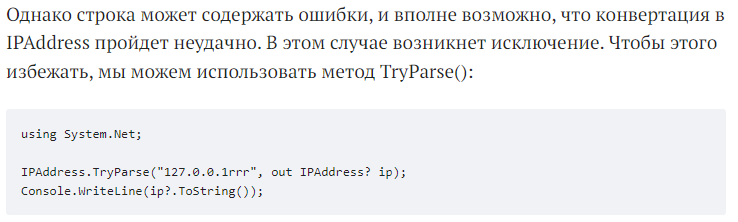 Однако строка может содержать ошибки, и вполне возможно, что конвертация в
IPAddress пройдет неудачно. В этом случае возникнет исключение. Чтобы этого
избежать, мы можем использовать метод TryParse():
using System.Net;
IPAddress.TryParse("127.0.0.1rrr", out IPAddress? ip);
Console.WriteLine(ip?.ToString());